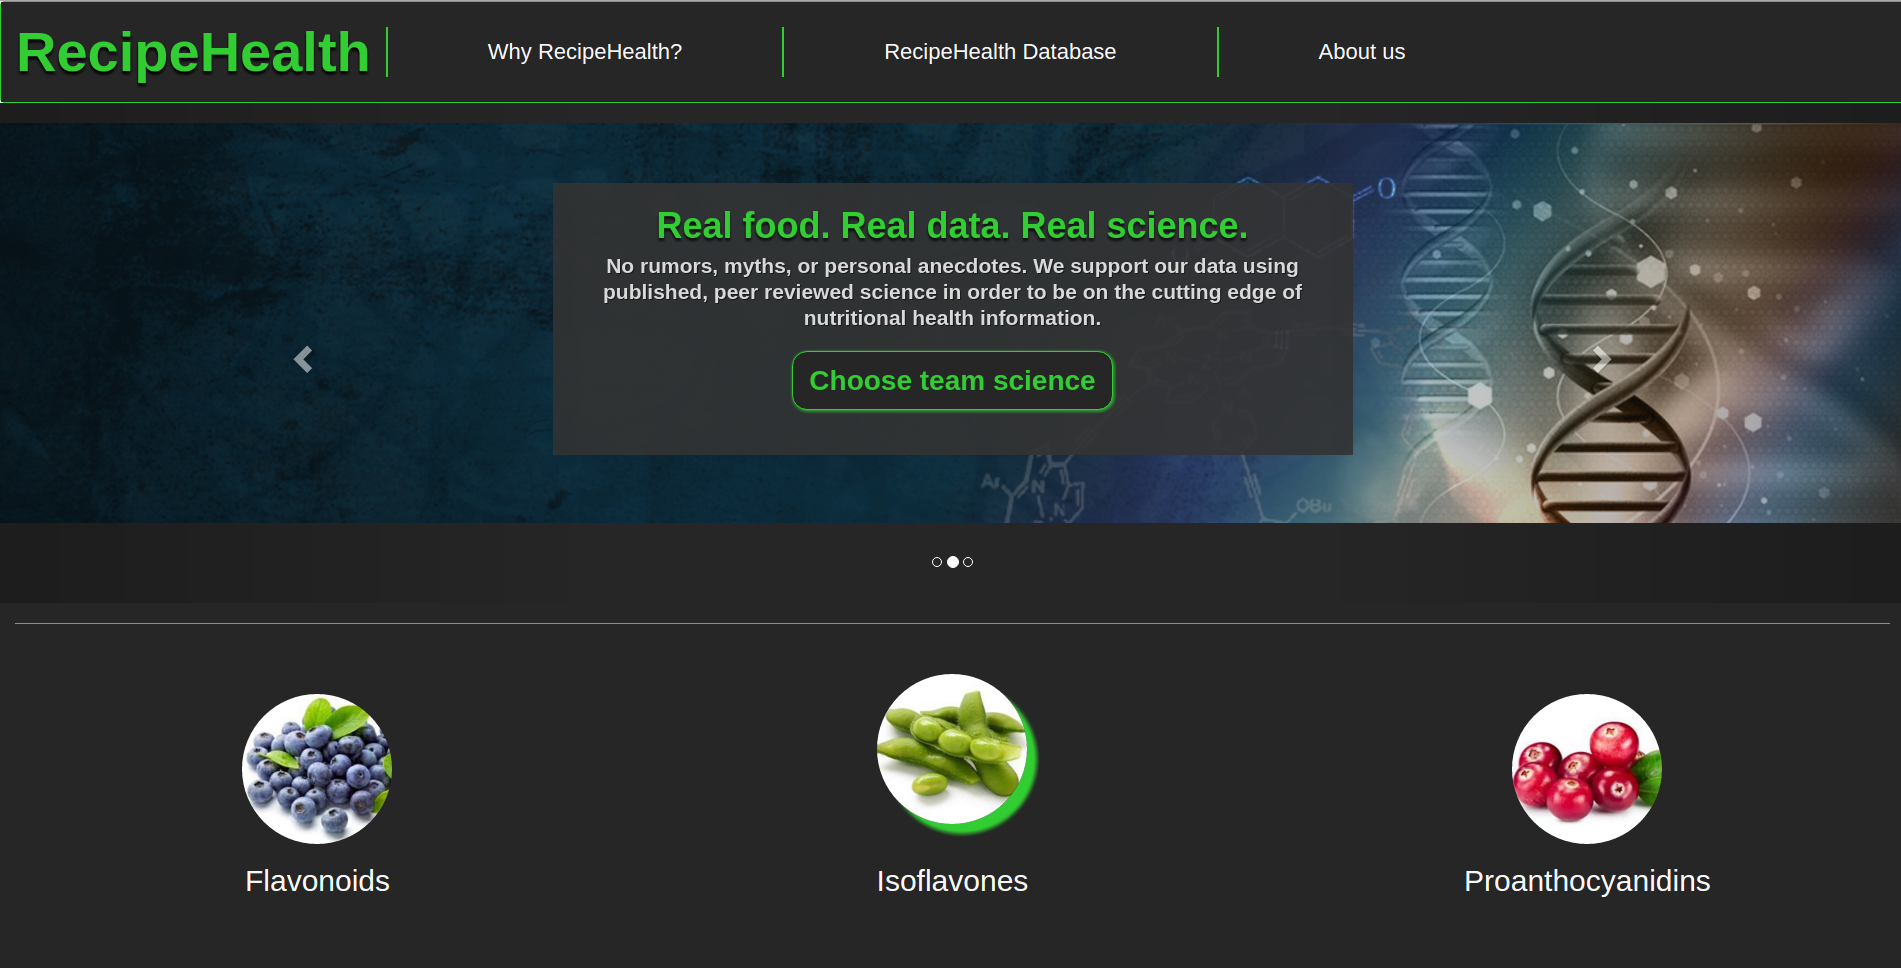 RecipeHealth
Why RecipeHealth?
RecipeHealth Database
About us
O
Real food. Real data. Real science.
No rumors, myths, or personal anecdotes. We support our data using
published, peer reviewed science in order to be on the cutting edge of
nutritional health information.
Choose team science
Ar
N
N
OBu
Flavonoids
Isoflavones
Proanthocyanidins